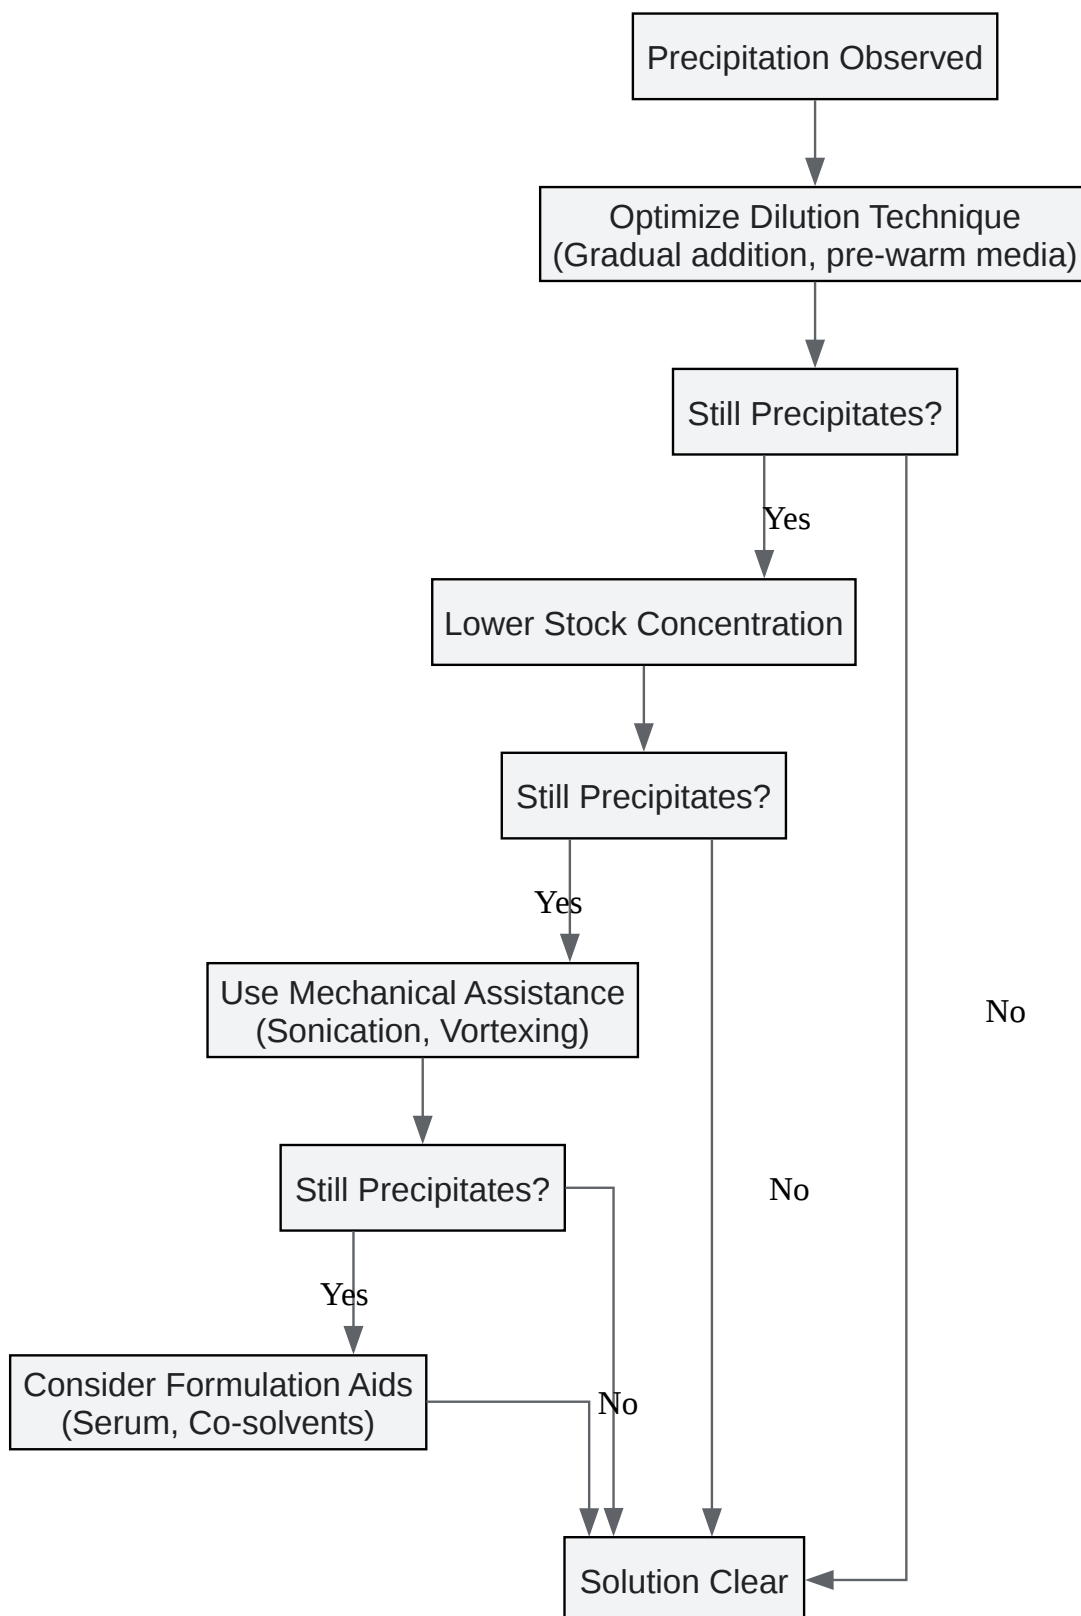 Precipitation Observed
Optimize Dilution Technique
(Gradual addition, pre-warm media)
Still Precipitates?
Yes
Lower Stock Concentration
Still Precipitates?
Yes
Use Mechanical Assistance
(Sonication, Vortexing)
No
Still Precipitates?
No
Yes
Consider Formulation Aids
(Serum, Co-solvents)
No
Solution Clear